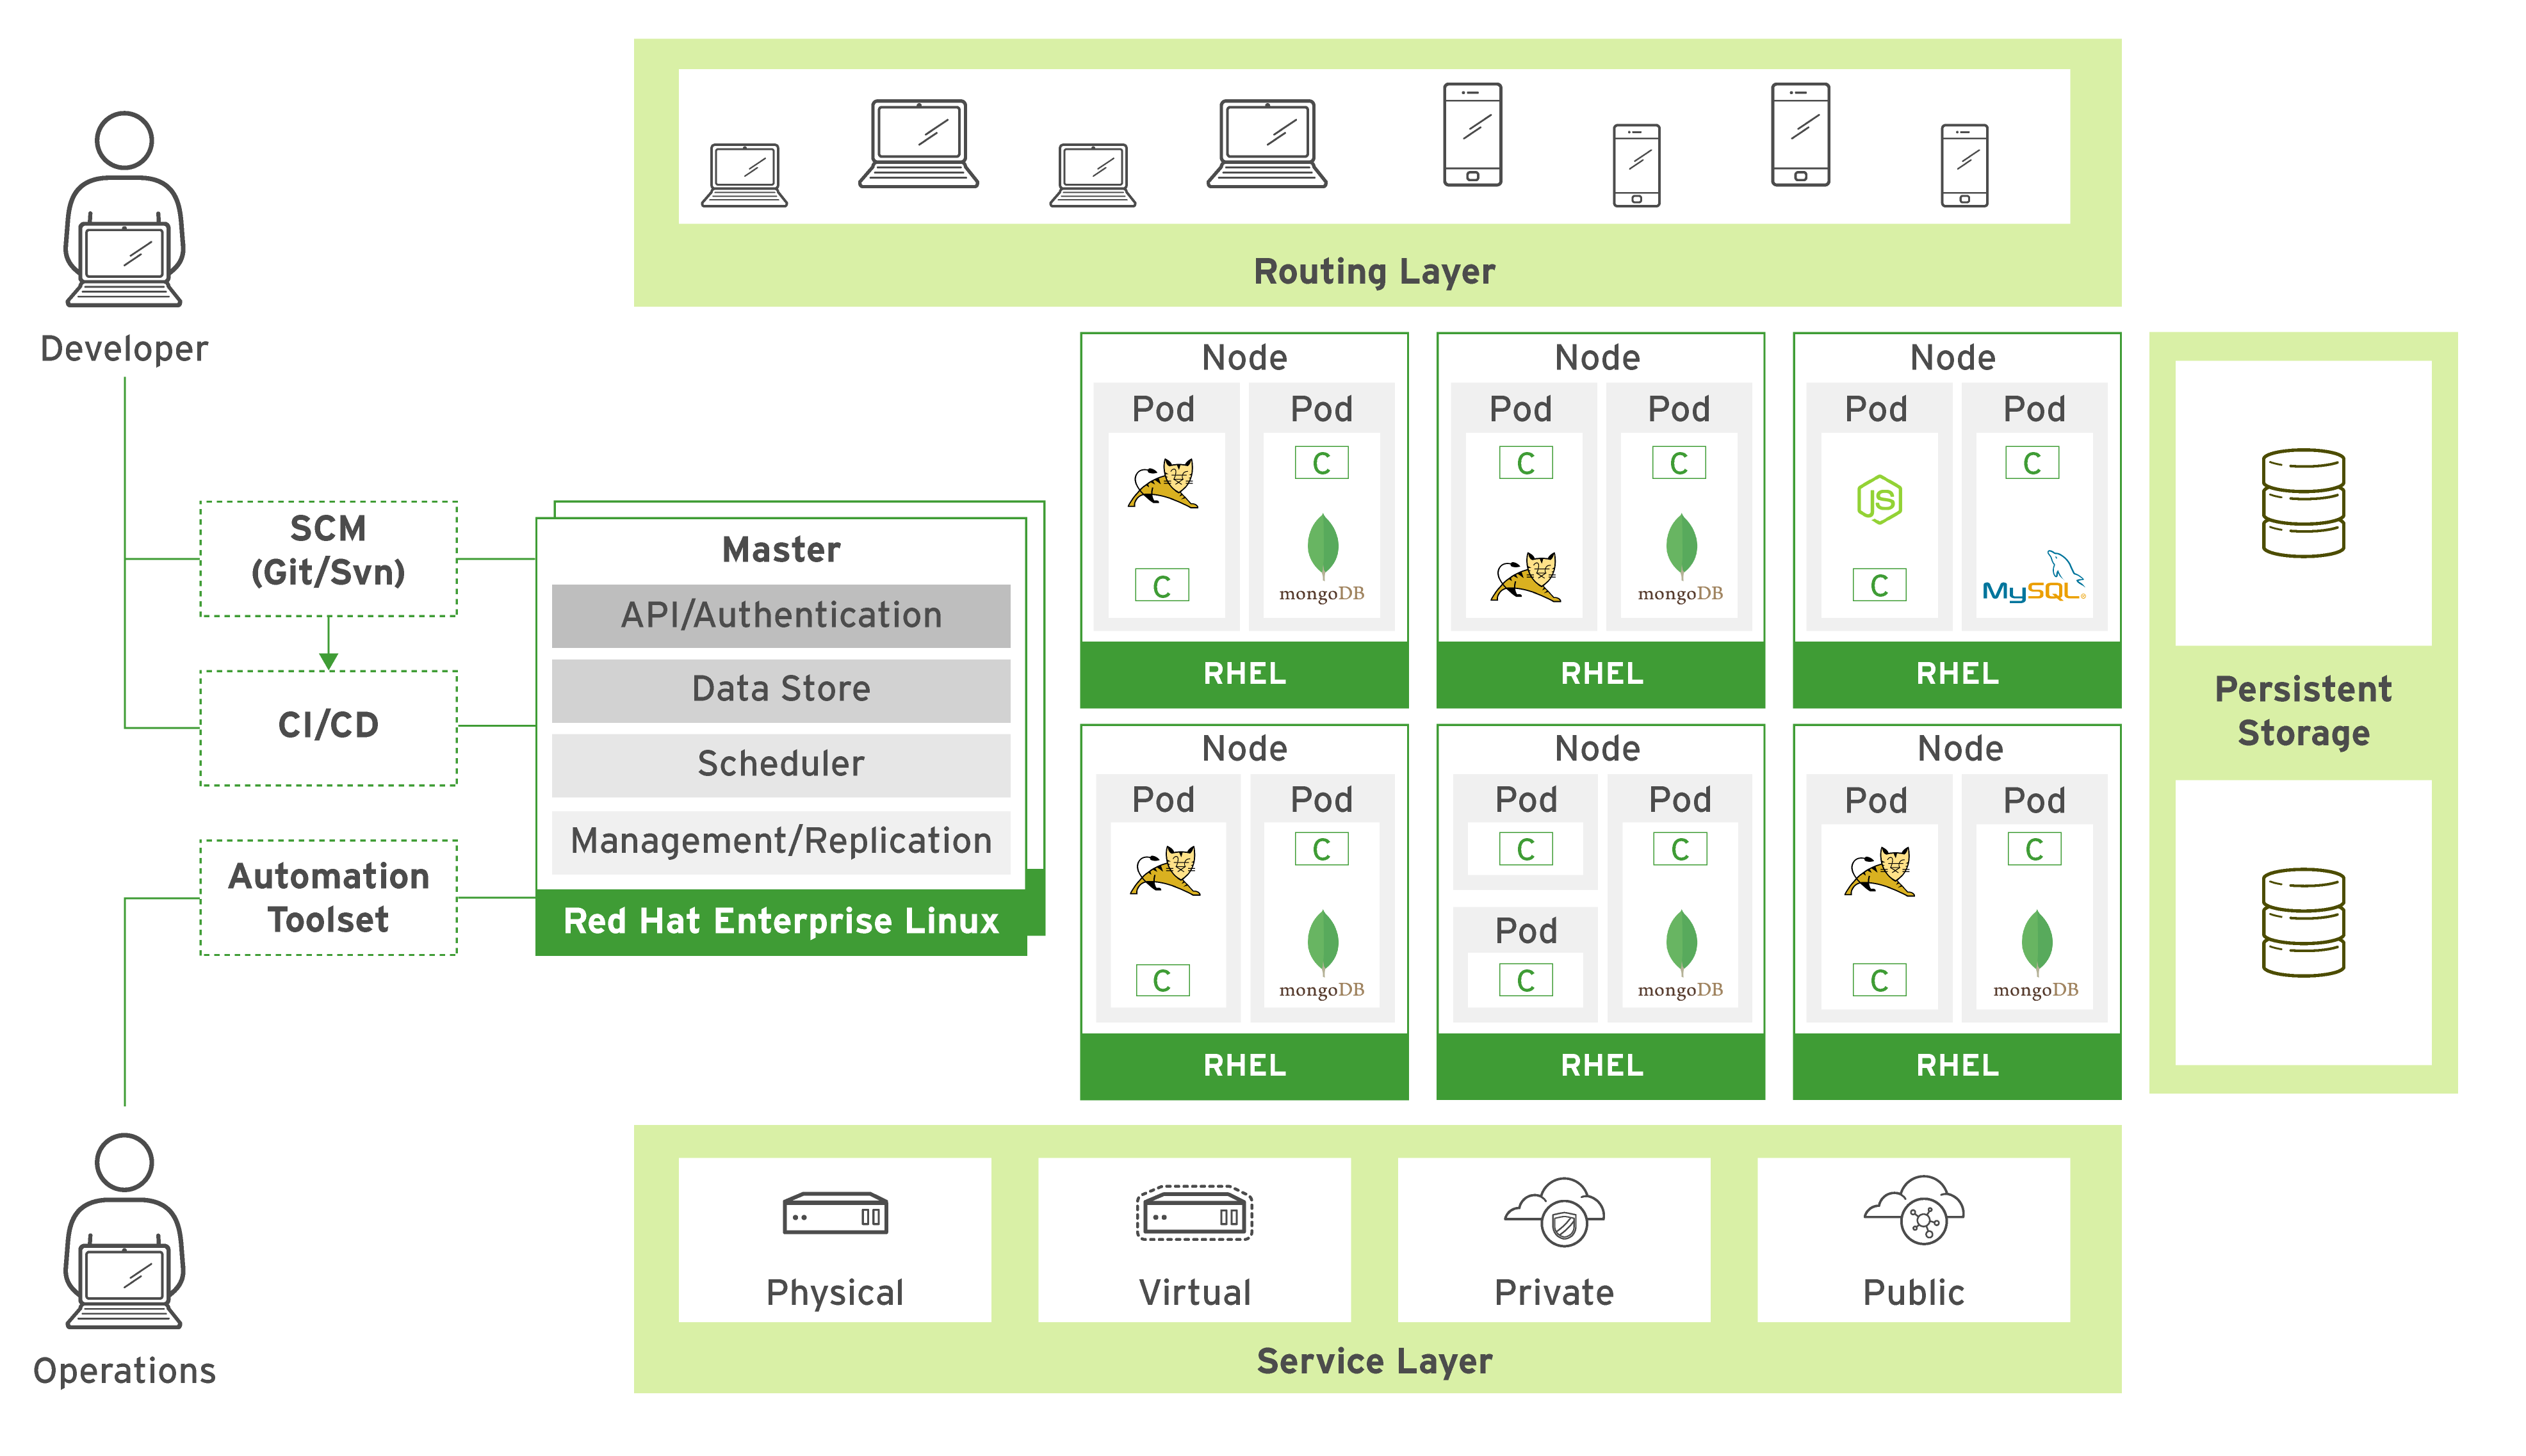 Routing Layer
Developer
SCM
(Git/Svn)
CI/CD
Automation
Toolset
Operations
Master
API/Authentication
Data Store
Scheduler
Management/Replication
Red Hat Enterprise Linux
Node
Pod
C
Pod
C
mongoDB
RHEL
Node
Pod
C
Pod
C
mongoDB
RHEL
Node
Pod
JS
C
Pod
C
MySQL
RHEL
Node
Pod
C
Pod
C
mongoDB
RHEL
Node
Pod
C
Pod
C
Pod
C
mongoDB
RHEL
Node
Pod
C
Pod
C
mongoDB
RHEL
Persistent
Storage
Physical
Virtual
Private
Public
Service Layer